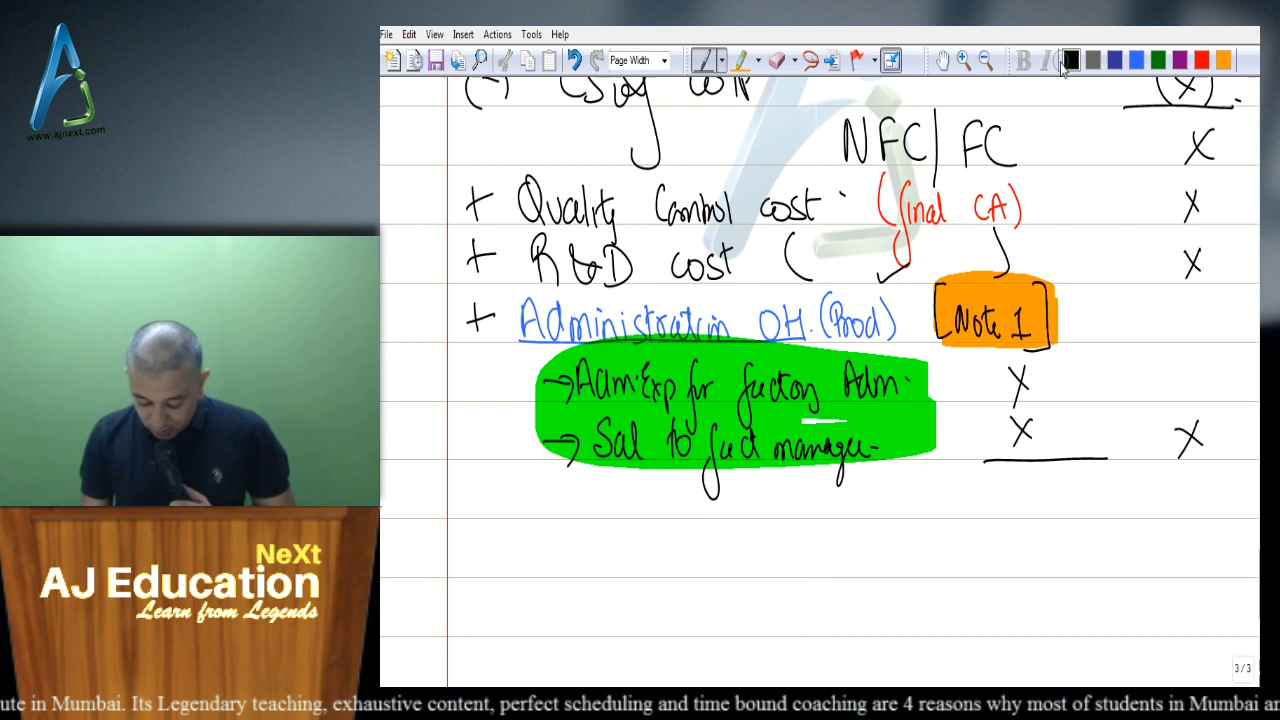 www.ajnext.com
File Edit View Insert Actions Tools Help
Page Width
B I
(-)
(X).
NFC | FC X
+ Quality Control cost (final CA) X
+ R&D cost ( ) X
+ Administration OH. (Prod) [Note 1]
→ Adm. Exp for factory Adm. X
→ Sal to fact manager X X
3/3
NeXt
AJ Education
Learn from Legends
ute in Mumbai. Its Legendary teaching, exhaustive content, perfect scheduling and time bound coaching are 4 reasons why most of students in Mumbai an